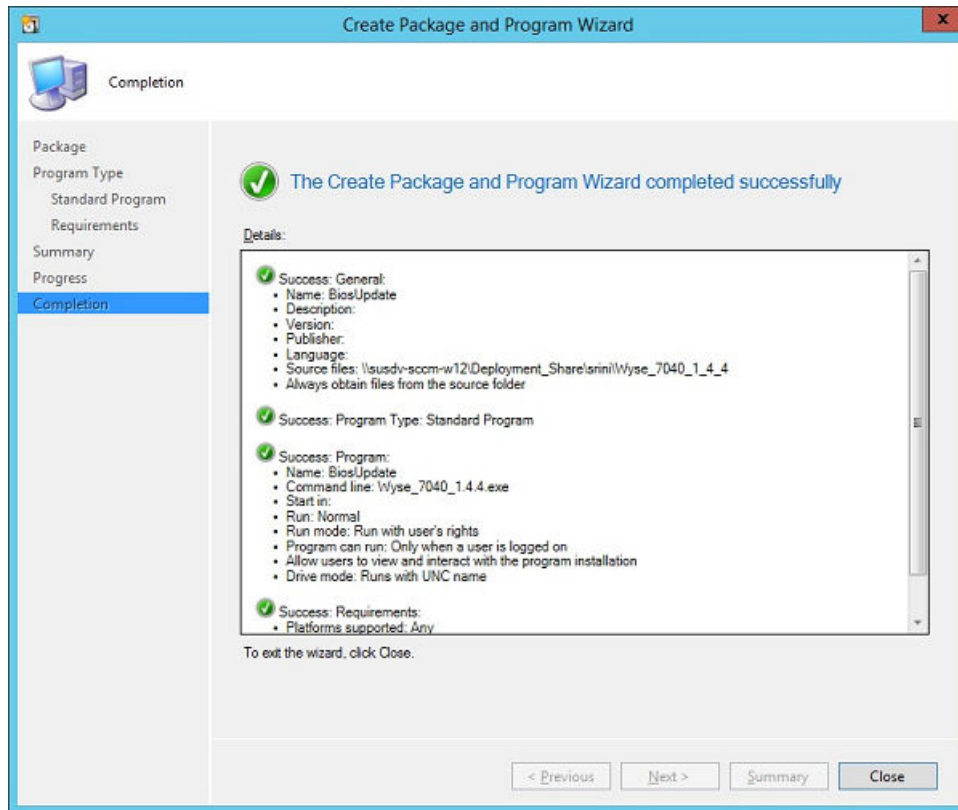 Create Package and Program Wizard
Completion
Package
Program Type
Standard Program
Requirements
Summary
Progress
Completion
The Create Package and Program Wizard completed successfully
Details:
Success: General:
• Name: BiosUpdate
• Description:
• Version:
• Publisher:
• Language:
• Source files: \\susdv-sccm-w12\Deployment_Share\srini\Wyse_7040_1_4_4
• Always obtain files from the source folder
Success: Program Type: Standard Program
Success: Program:
• Name: BiosUpdate
• Command line: Wyse_7040_1.4.4.exe
• Start in:
• Run: Normal
• Run mode: Run with user's rights
• Program can run: Only when a user is logged on
• Allow users to view and interact with the program installation
• Drive mode: Runs with UNC name
Success: Requirements:
• Platforms supported: Any
To exit the wizard, click Close.
< Previous
Next >
Summary
Close